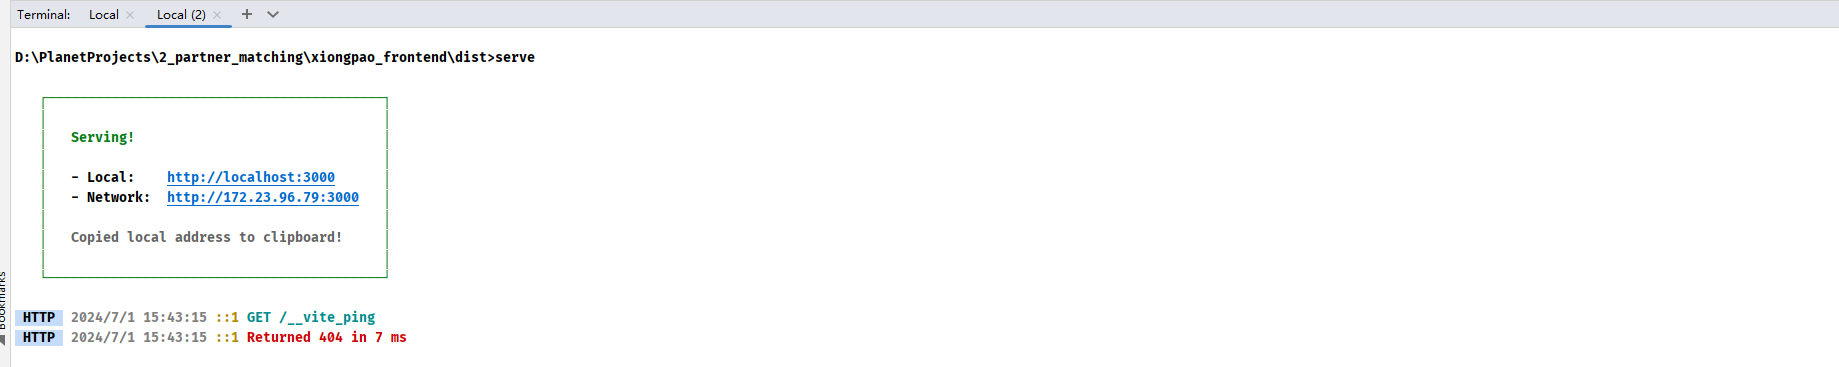 Terminal: Local × Local (2) × +
D:\PlanetProjects\2_partner_matching\xiongpao_frontend\dist>serve
Serving!
- Local: http://localhost:3000
- Network: http://172.23.96.79:3000
Copied local address to clipboard!
HTTP 2024/7/1 15:43:15 ::1 GET /__vite_ping
HTTP 2024/7/1 15:43:15 ::1 Returned 404 in 7 ms
Bookmarks